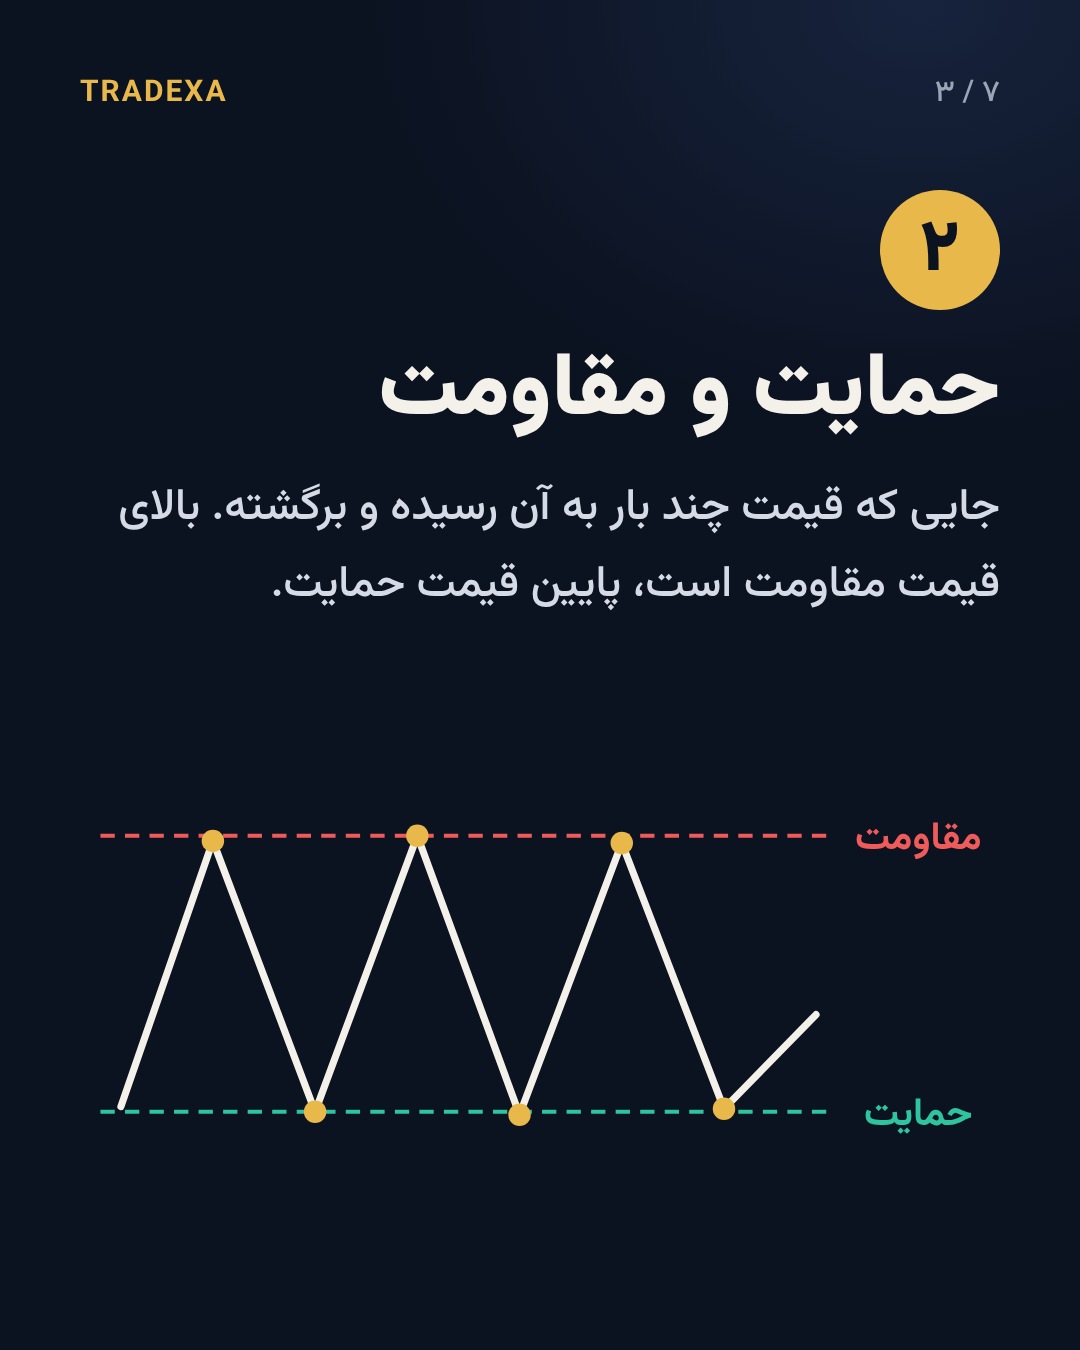 TRADEXA
۳ / ۷
۲
حمایت و مقاومت
جایی که قیمت چند بار به آن رسیده و برگشته. بالای
قیمت مقاومت است، پایین قیمت حمایت.
مقاومت
حمایت